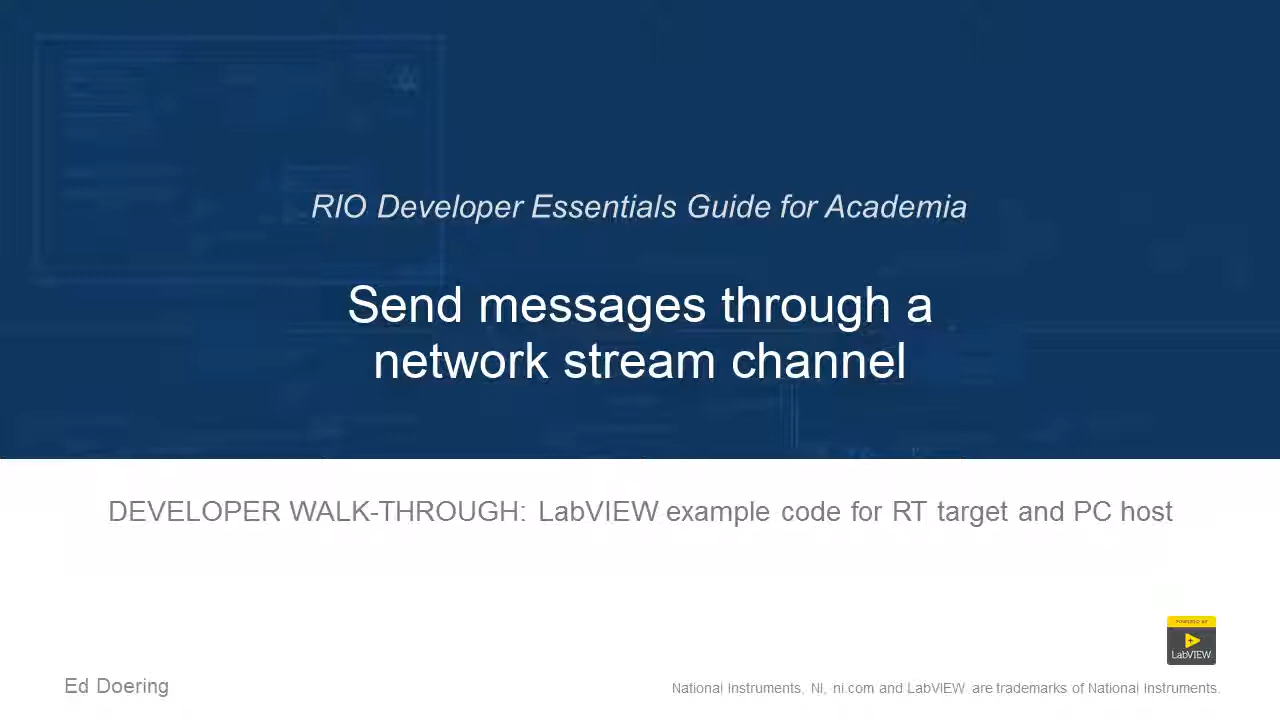 RIO Developer Essentials Guide for Academia
Send messages through a
network stream channel
DEVELOPER WALK-THROUGH: LabVIEW example code for RT target and PC host
POWERED BY
LabVIEW
Ed Doering
National Instruments, NI, ni.com and LabVIEW are trademarks of National Instruments.